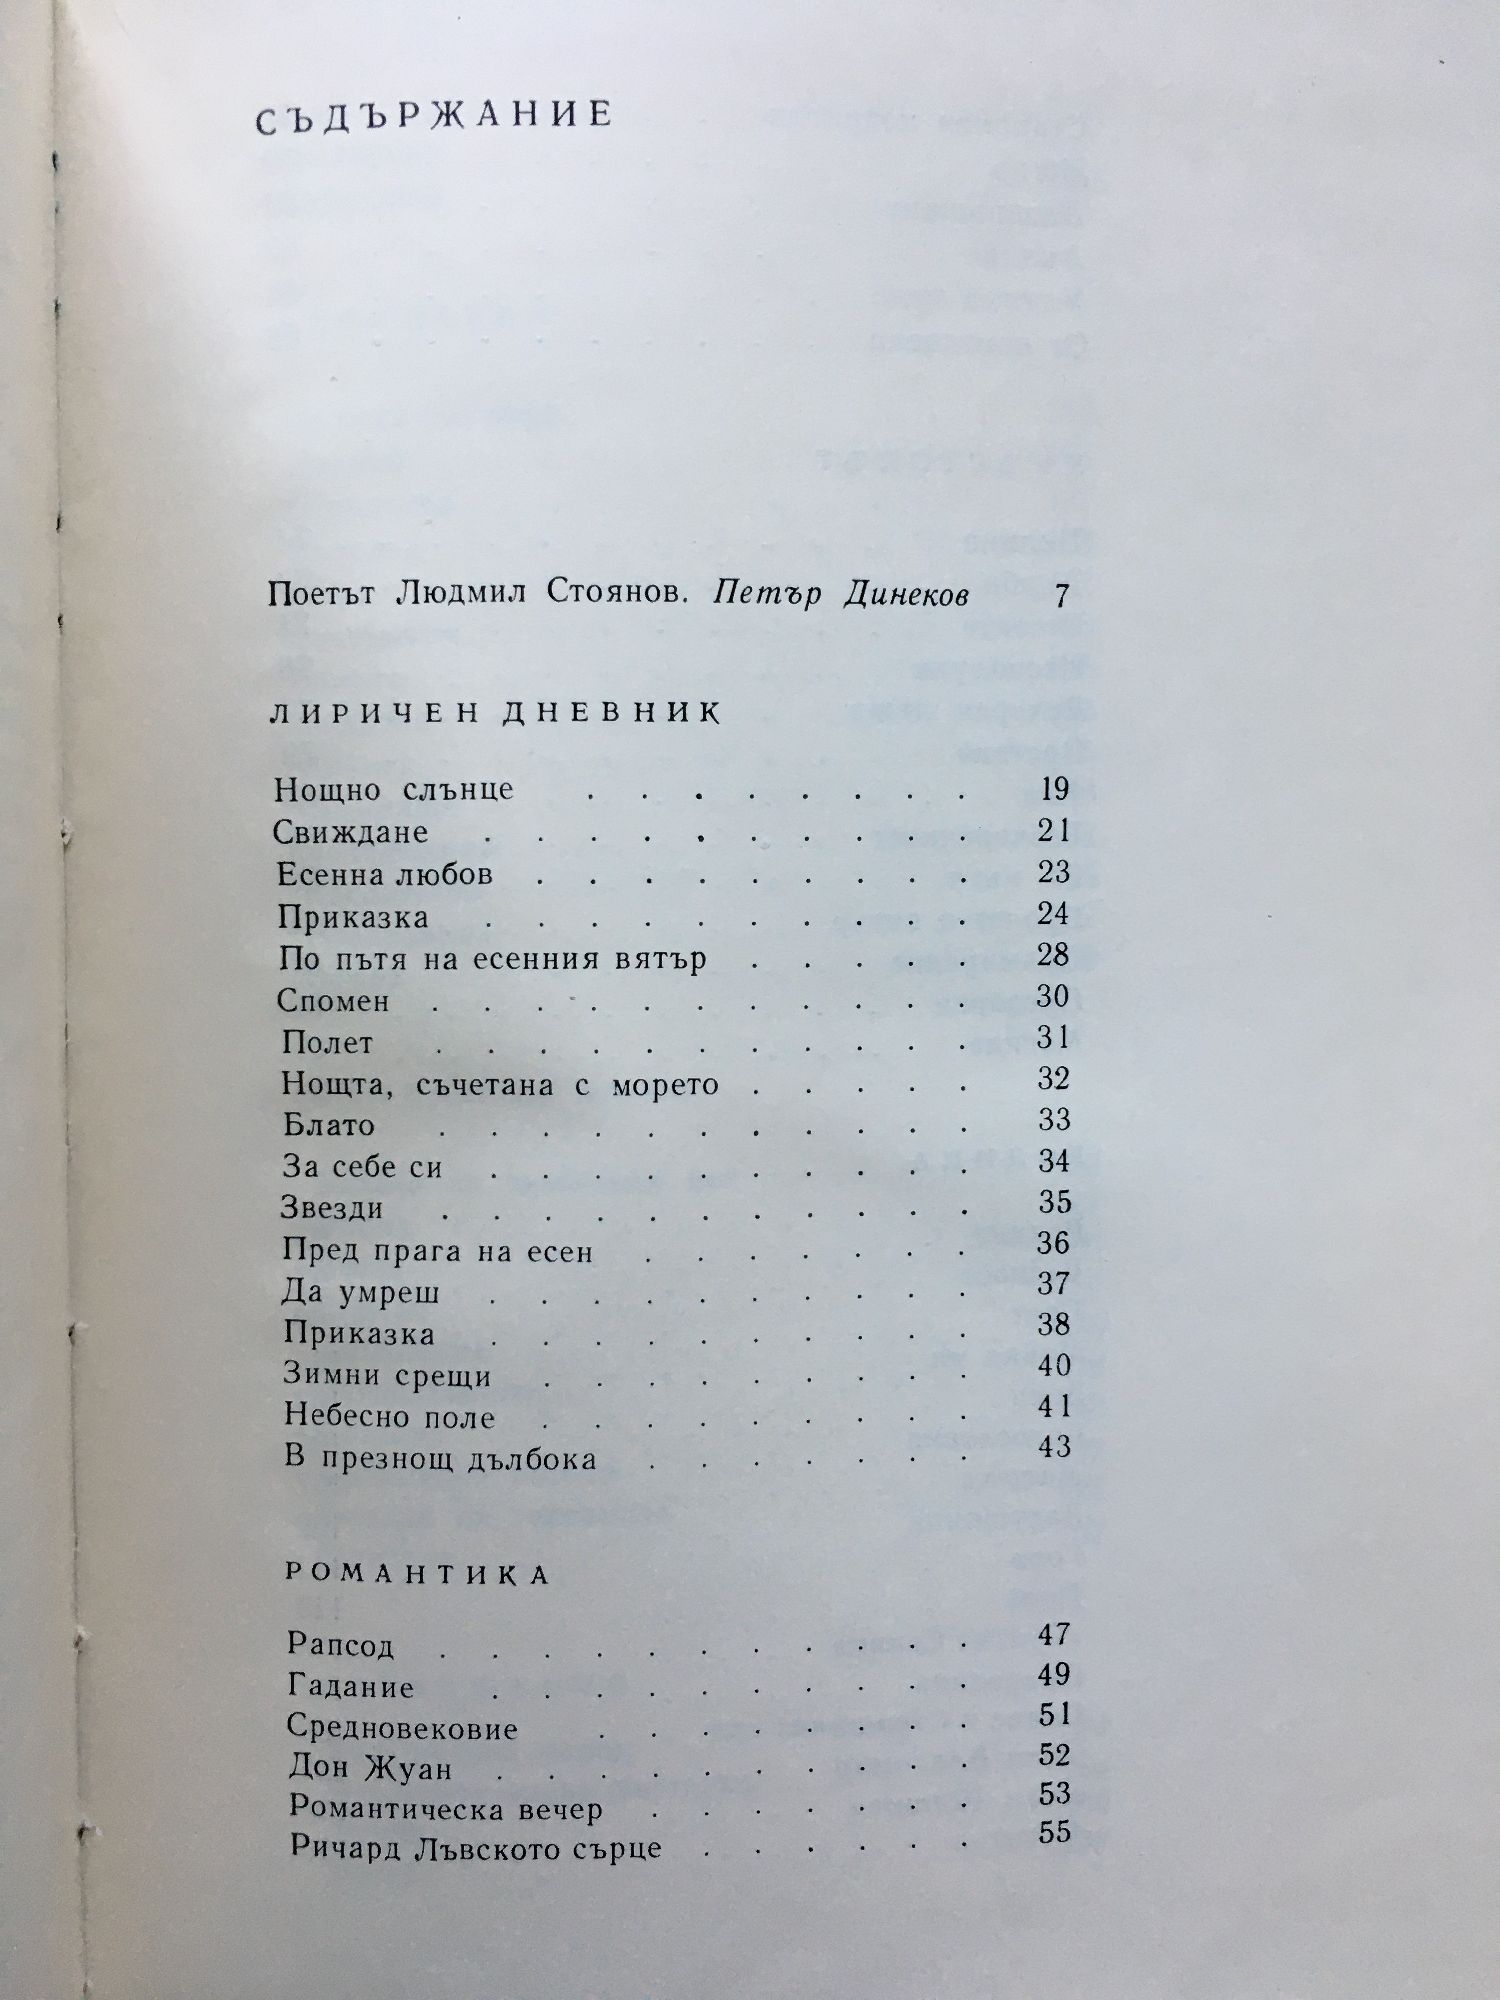 СЪДЪРЖАНИЕ
Поетът Людмил Стоянов. Петър Динеков 7
ЛИРИЧЕН ДНЕВНИК
Нощно слънце . . . . . . . . 19
Свиждане . . . . . . . . . . 21
Есенна любов . . . . . . . . . 23
Приказка . . . . . . . . . . 24
По пътя на есенния вятър . . . . . 28
Спомен . . . . . . . . . . . 30
Полет . . . . . . . . . . . 31
Нощта, съчетана с морето . . . . . 32
Блато . . . . . . . . . . . 33
За себе си . . . . . . . . . . 34
Звезди . . . . . . . . . . . 35
Пред прага на есен . . . . . . . 36
Да умреш . . . . . . . . . . 37
Приказка . . . . . . . . . . 38
Зимни срещи . . . . . . . . . 40
Небесно поле . . . . . . . . . 41
В презнощ дълбока . . . . . . . 43
РОМАНТИКА
Рапсод . . . . . . . . . . . 47
Гадание . . . . . . . . . . 49
Средновековие . . . . . . . . 51
Дон Жуан . . . . . . . . . . 52
Романтическа вечер . . . . . . . 53
Ричард Лъвското сърце . . . . . . 55